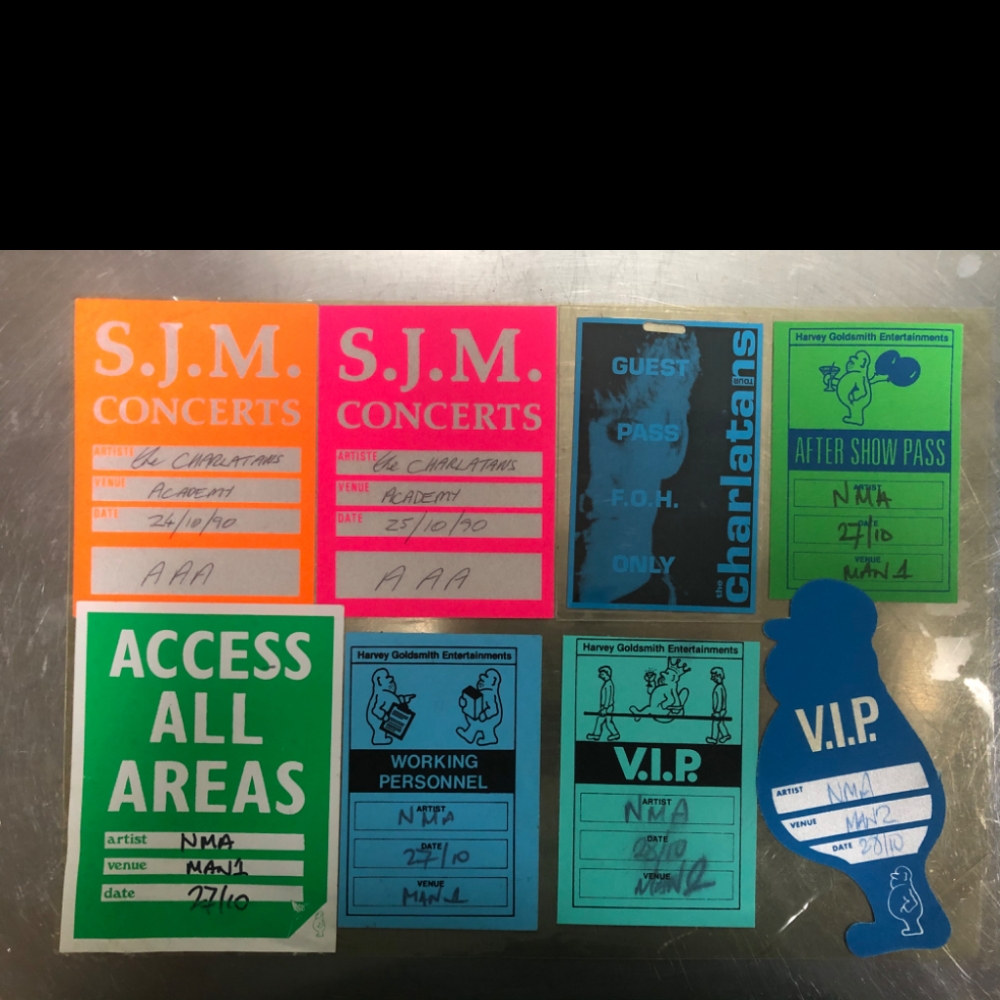 S.J.M.
CONCERTS
ARTISTE the CHARLATANS
VENUE ACADEMY
DATE 24/10/90
AAA
S.J.M.
CONCERTS
ARTISTE the CHARLATANS
VENUE ACADEMY
DATE 25/10/90
AAA
GUEST
PASS
F.O.H.
ONLY
the charlatans
TOUR
Harvey Goldsmith Entertainments
AFTER SHOW PASS
ARTIST
NMA
DATE
27/10
VENUE
MAN 1
ACCESS
ALL
AREAS
artist NMA
venue MAN1
date 27/10
Harvey Goldsmith Entertainments
WORKING
PERSONNEL
ARTIST
NMA
DATE
27/10
VENUE
MAN 1
Harvey Goldsmith Entertainments
V.I.P.
ARTIST
NMA
DATE
28/10
VENUE
MAN 2
V.I.P.
ARTIST NMA
VENUE MAN2
DATE 28/10